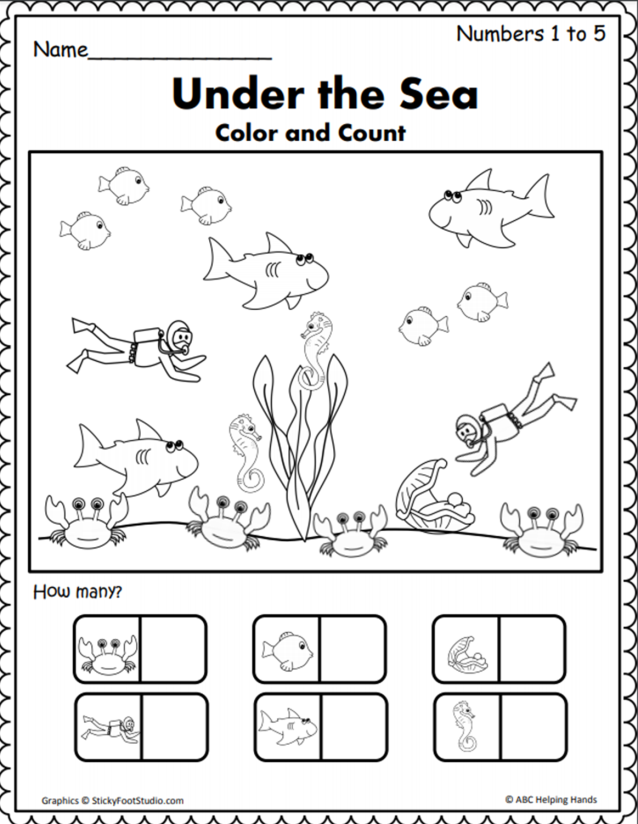 Numbers 1 to 5
Name_______________
Under the Sea
Color and Count
How many?
Graphics © StickyFootStudio.com
© ABC Helping Hands